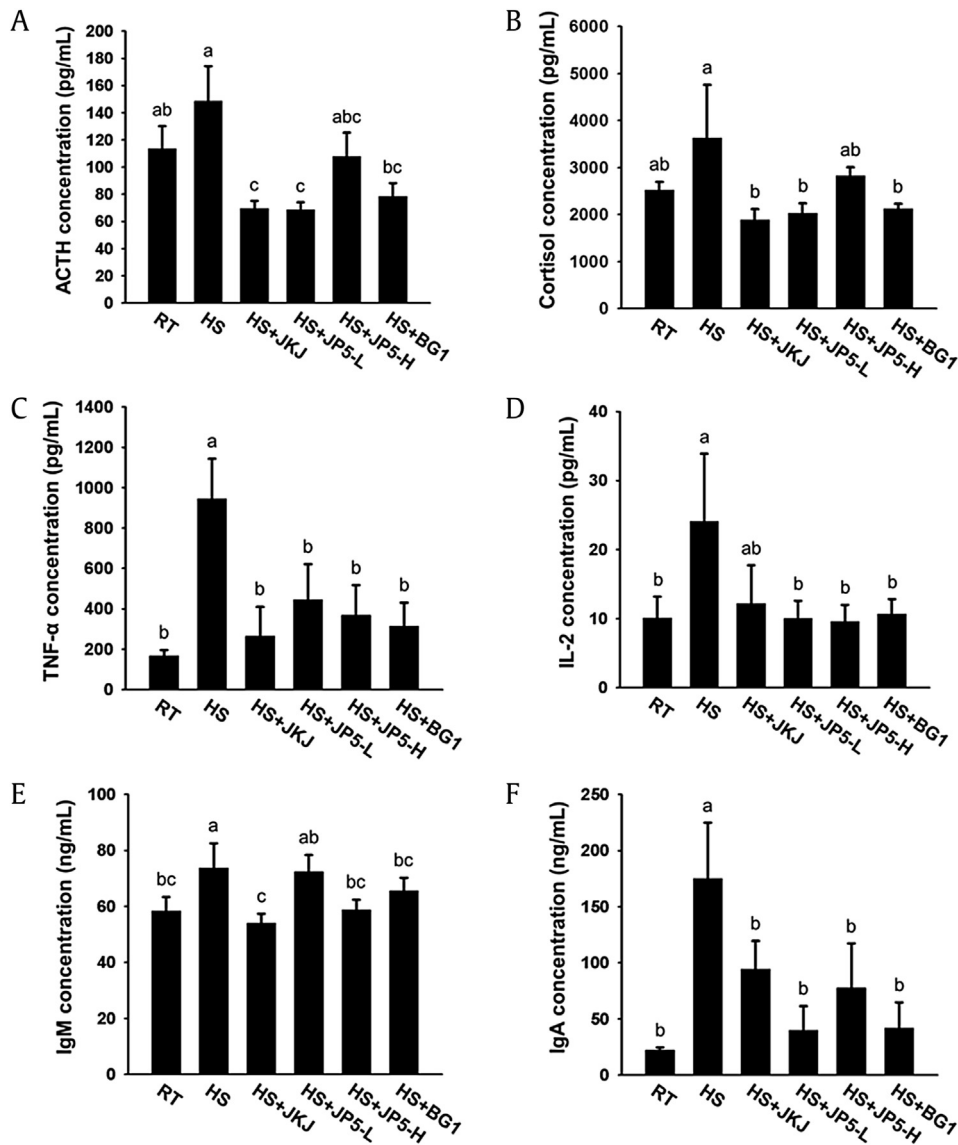 A
ACTH concentration (pg/mL)
200
180
160
140
120
100
80
60
40
20
0
ab
a
c
c
abc
bc
RT
HS
HS+JKJ
HS+JP5-L
HS+JP5-H
HS+BG1
B
Cortisol concentration (pg/mL)
6000
5000
4000
3000
2000
1000
0
ab
a
b
b
ab
b
RT
HS
HS+JKJ
HS+JP5-L
HS+JP5-H
HS+BG1
C
TNF-α concentration (pg/mL)
1400
1200
1000
800
600
400
200
0
b
a
b
b
b
b
RT
HS
HS+JKJ
HS+JP5-L
HS+JP5-H
HS+BG1
D
IL-2 concentration (pg/mL)
40
30
20
10
0
b
a
ab
b
b
b
RT
HS
HS+JKJ
HS+JP5-L
HS+JP5-H
HS+BG1
E
IgM concentration (ng/mL)
100
80
60
40
20
0
bc
a
c
ab
bc
bc
RT
HS
HS+JKJ
HS+JP5-L
HS+JP5-H
HS+BG1
F
IgA concentration (ng/mL)
250
200
150
100
50
0
b
a
b
b
b
b
RT
HS
HS+JKJ
HS+JP5-L
HS+JP5-H
HS+BG1